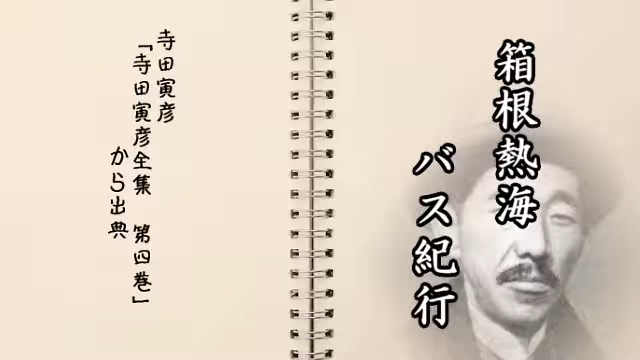 箱根熱海
バス紀行
寺田寅彦
「寺田寅彦全集 第四巻」
から出典